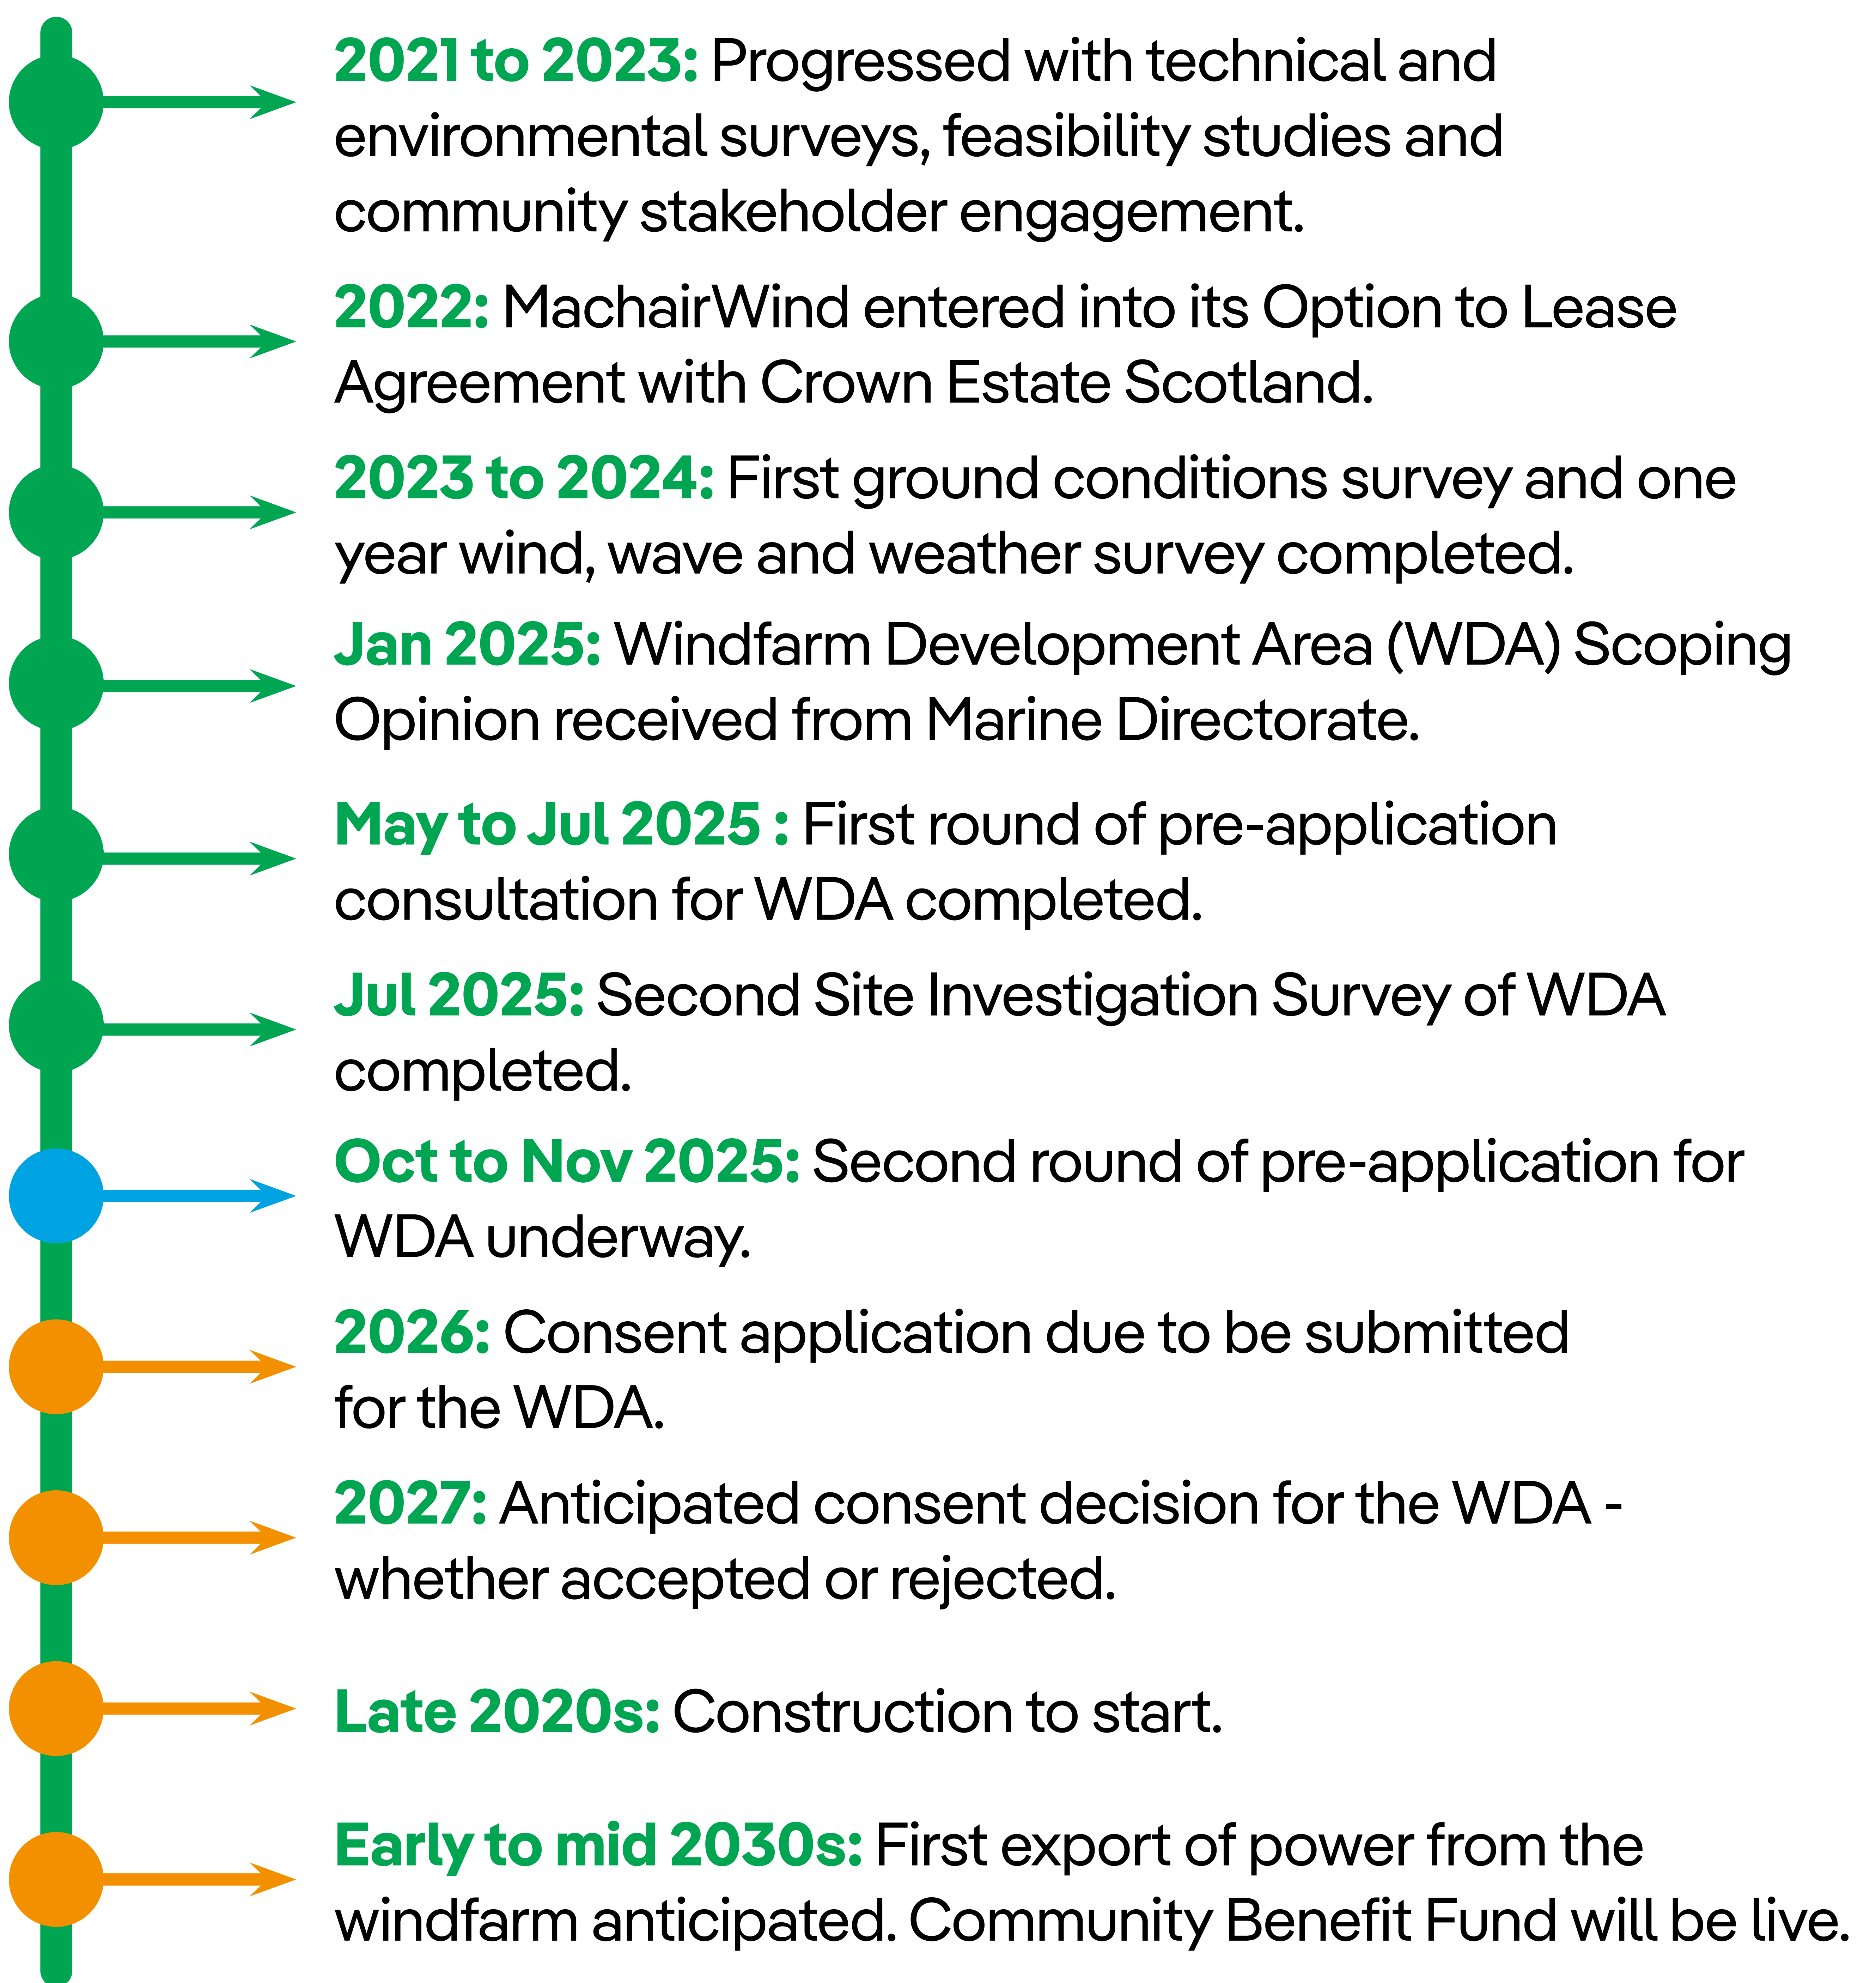 2021 to 2023: Progressed with technical and
environmental surveys, feasibility studies and
community stakeholder engagement.
2022: MachairWind entered into its Option to Lease
Agreement with Crown Estate Scotland.
2023 to 2024: First ground conditions survey and one
year wind, wave and weather survey completed.
Jan 2025: Windfarm Development Area (WDA) Scoping
Opinion received from Marine Directorate.
May to Jul 2025 : First round of pre-application
consultation for WDA completed.
Jul 2025: Second Site Investigation Survey of WDA
completed.
Oct to Nov 2025: Second round of pre-application for
WDA underway.
2026: Consent application due to be submitted
for the WDA.
2027: Anticipated consent decision for the WDA -
whether accepted or rejected.
Late 2020s: Construction to start.
Early to mid 2030s: First export of power from the
windfarm anticipated. Community Benefit Fund will be live.